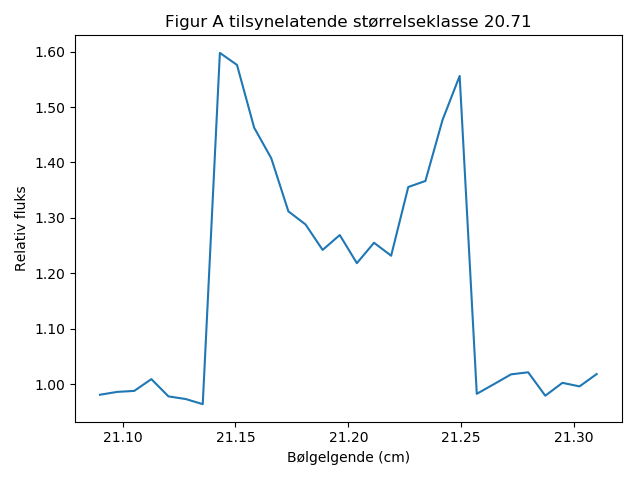 Figur A tilsynelatende størrelseklasse 20.71
Relativ fluks
1.60
1.50
1.40
1.30
1.20
1.10
1.00
21.10 21.15 21.20 21.25 21.30
Bølgelgende (cm)